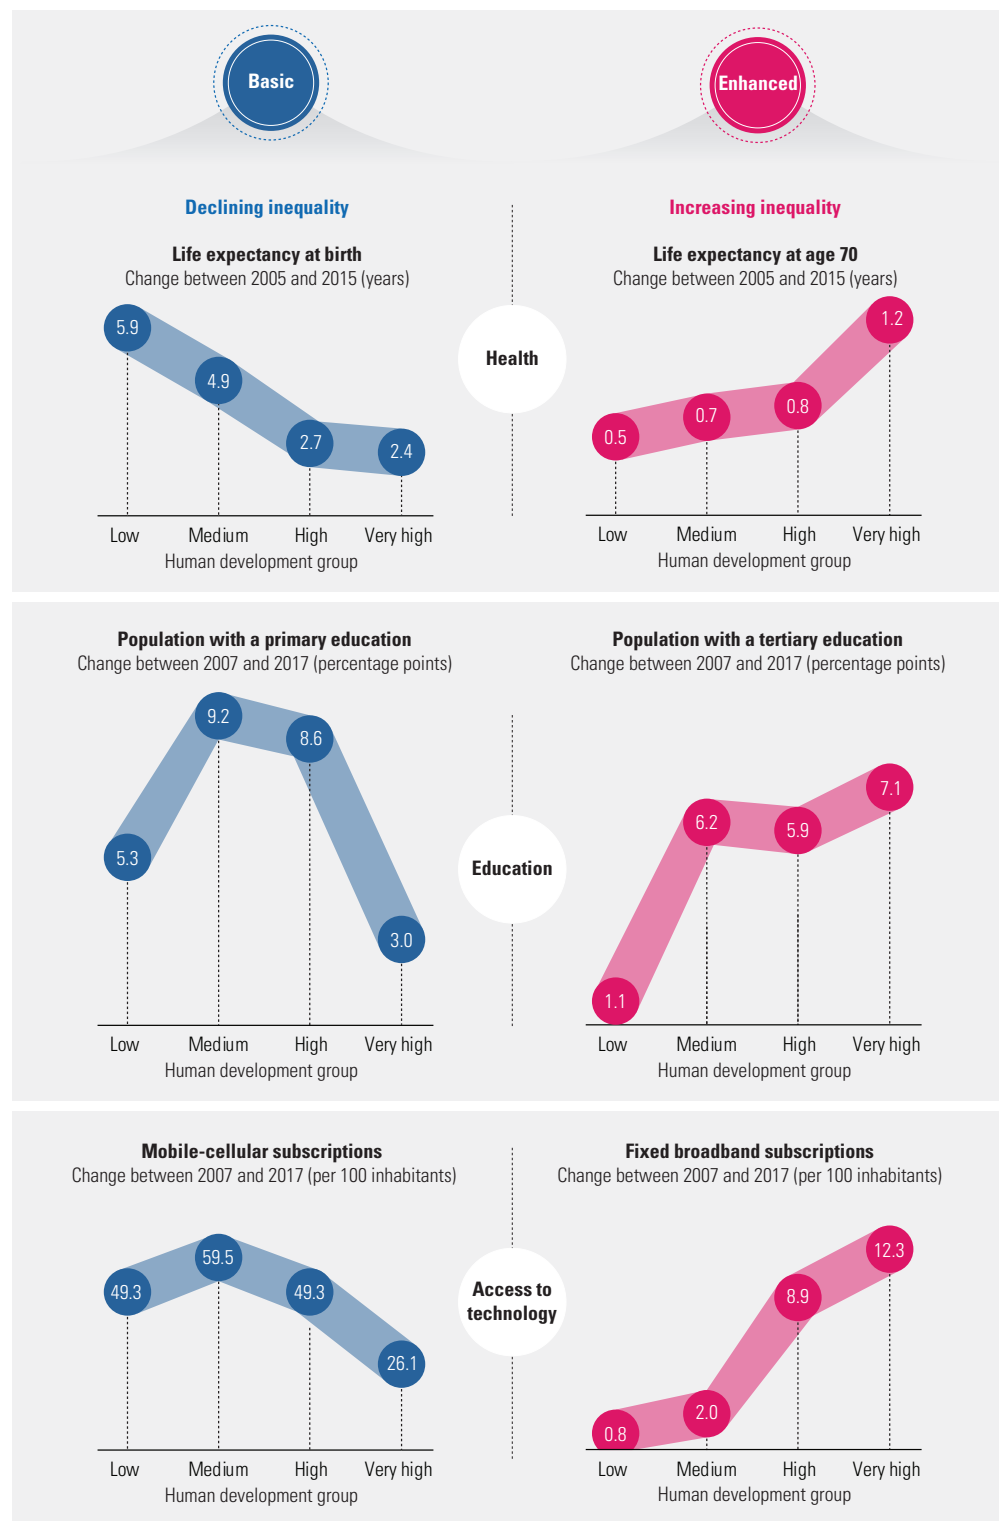 Basic
Enhanced
Declining inequality
Increasing inequality
Life expectancy at birth
Change between 2005 and 2015 (years)
5.9
4.9
2.7
2.4
Low Medium High Very high
Human development group
Health
Life expectancy at age 70
Change between 2005 and 2015 (years)
0.5
0.7
0.8
1.2
Low Medium High Very high
Human development group
Population with a primary education
Change between 2007 and 2017 (percentage points)
5.3
9.2
8.6
3.0
Low Medium High Very high
Human development group
Education
Population with a tertiary education
Change between 2007 and 2017 (percentage points)
1.1
6.2
5.9
7.1
Low Medium High Very high
Human development group
Mobile-cellular subscriptions
Change between 2007 and 2017 (per 100 inhabitants)
49.3
59.5
49.3
26.1
Low Medium High Very high
Human development group
Access to
technology
Fixed broadband subscriptions
Change between 2007 and 2017 (per 100 inhabitants)
0.8
2.0
8.9
12.3
Low Medium High Very high
Human development group